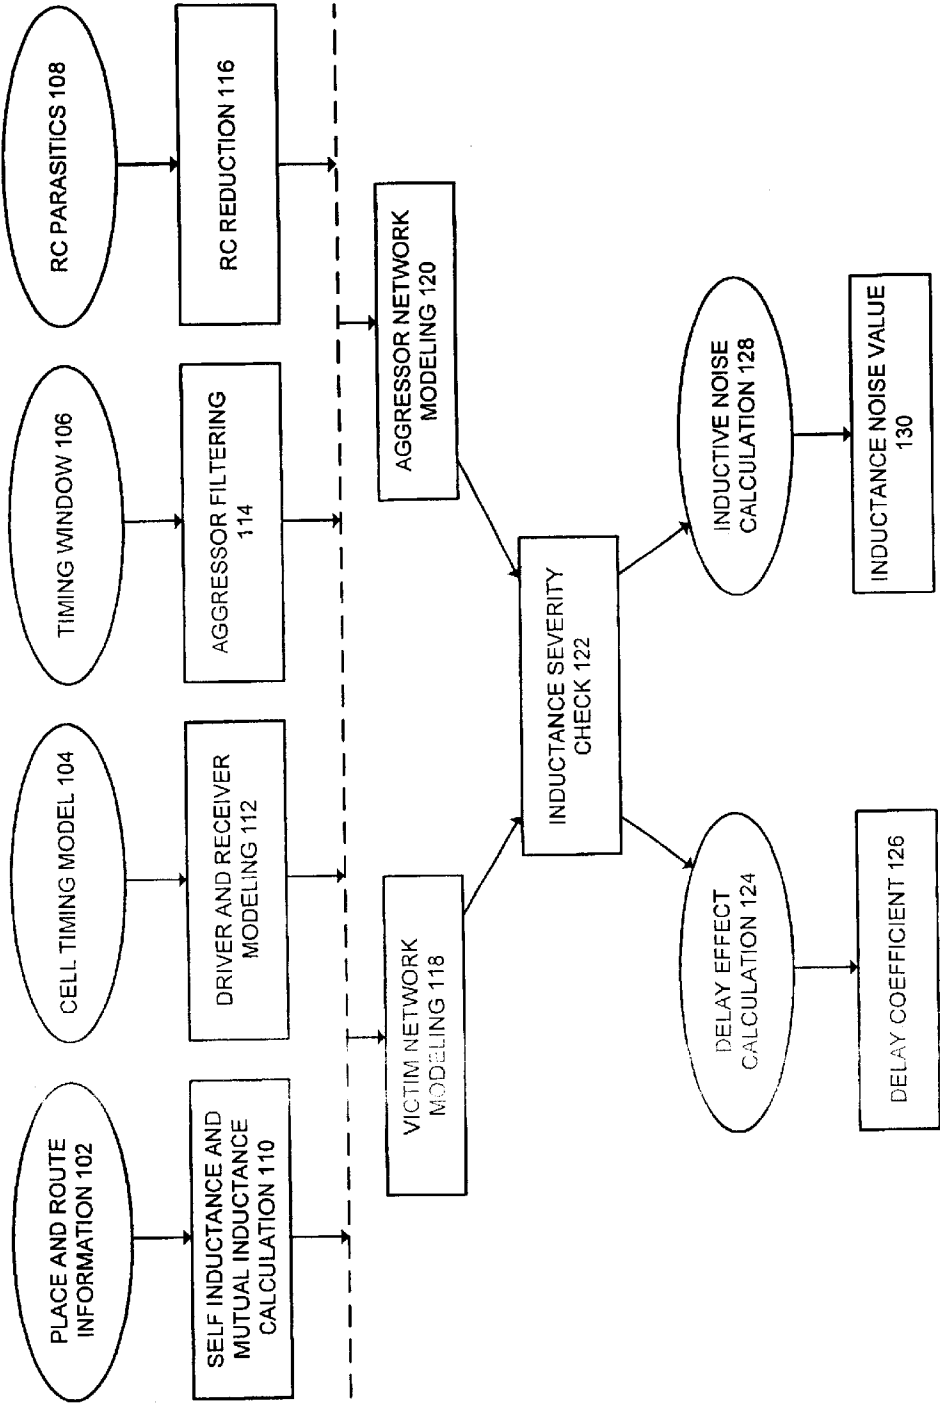 PLACE AND ROUTE
INFORMATION 102
CELL TIMING MODEL 104
TIMING WINDOW 106
RC PARASITICS 108
SELF INDUCTANCE AND
MUTUAL INDUCTANCE
CALCULATION 110
DRIVER AND RECEIVER
MODELING 112
AGGRESSOR FILTERING
114
RC REDUCTION 116
VICTIM NETWORK
MODELING 118
AGGRESSOR NETWORK
MODELING 120
INDUCTANCE SEVERITY
CHECK 122
DELAY EFFECT
CALCULATION 124
INDUCTIVE NOISE
CALCULATION 128
DELAY COEFFICIENT 126
INDUCTANCE NOISE VALUE
130